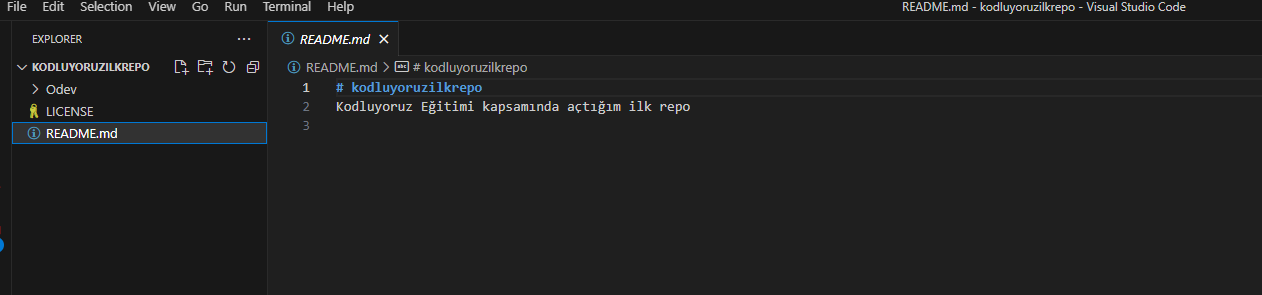 File Edit Selection View Go Run Terminal Help
README.md - kodluyoruzilkrepo - Visual Studio Code
EXPLORER
KODLUYORUZILKREPO
Odev
LICENSE
README.md
README.md
README.md > # kodluyoruzilkrepo
1 # kodluyoruzilkrepo
2 Kodluyoruz Eğitimi kapsamında açtığım ilk repo
3